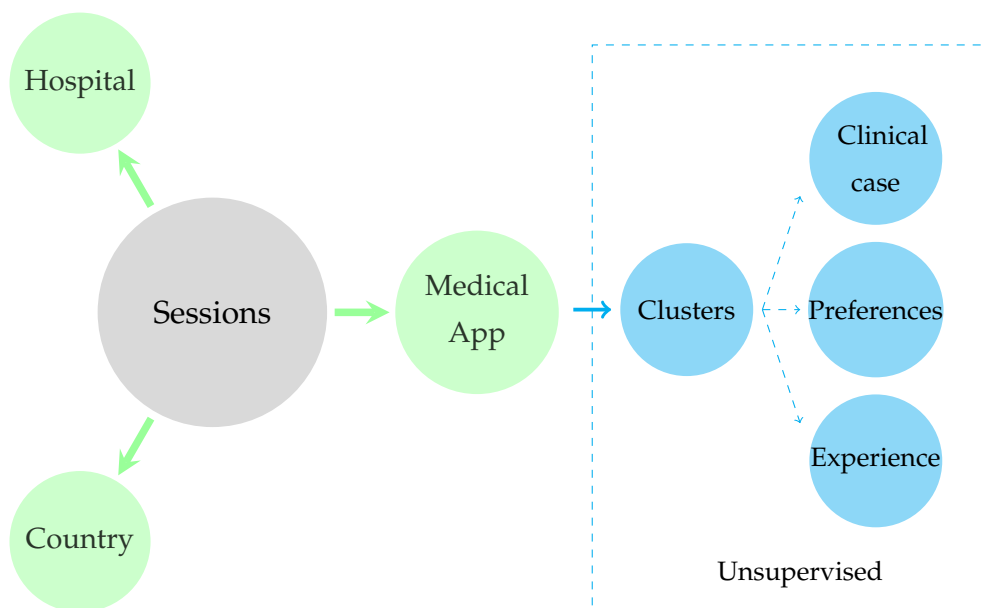 Hospital
Sessions
Country
Medical
App
Clusters
Clinical
case
Preferences
Experience
Unsupervised